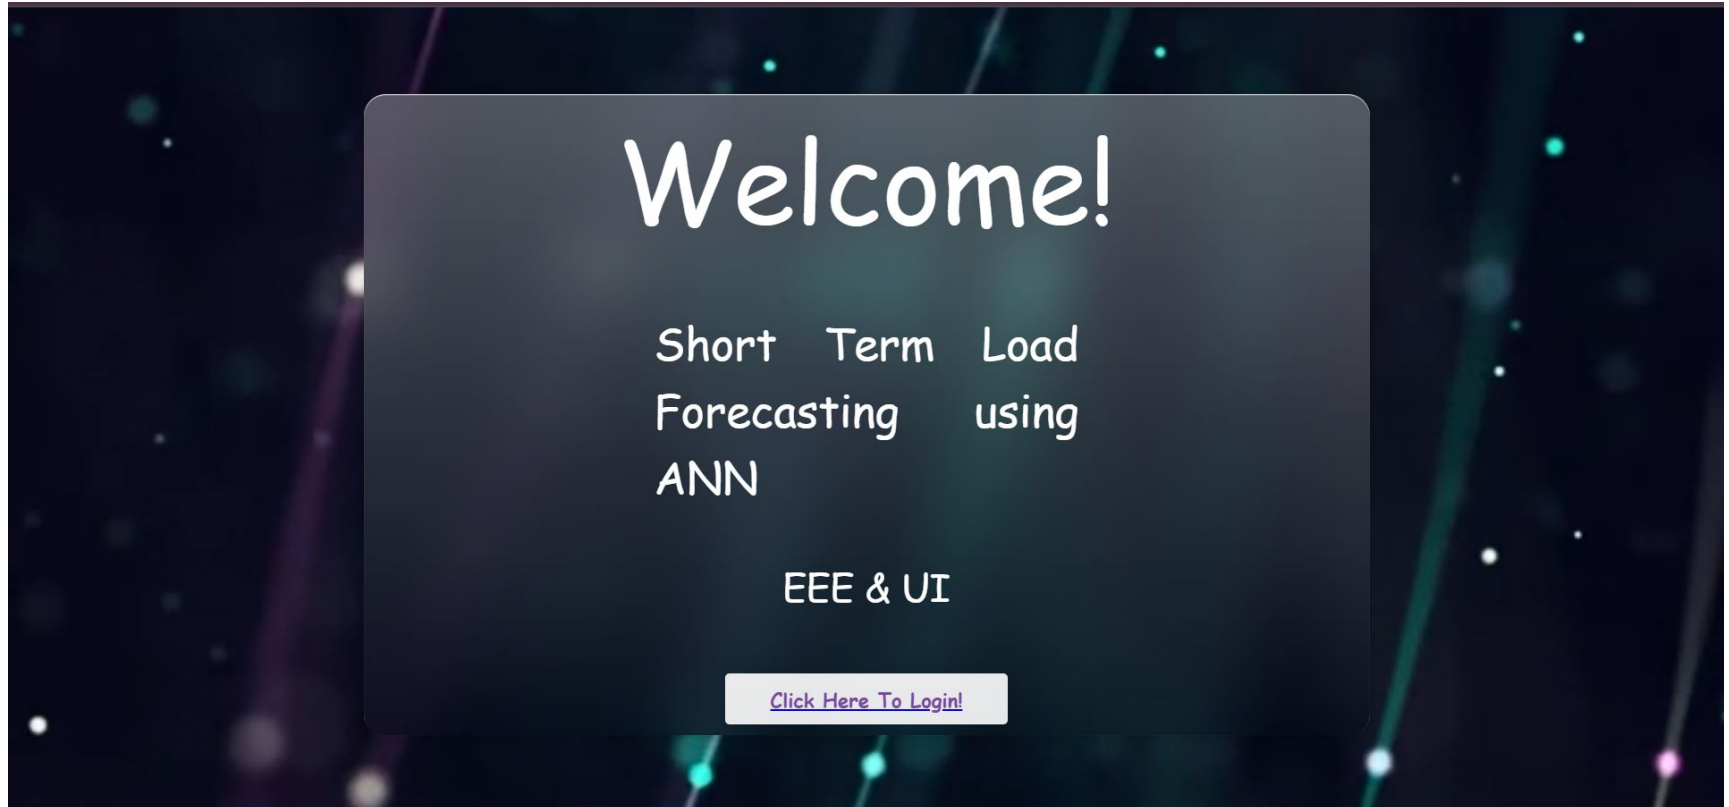 Welcome!
Short Term Load
Forecasting using
ANN
EEE & UI
Click Here To Login!